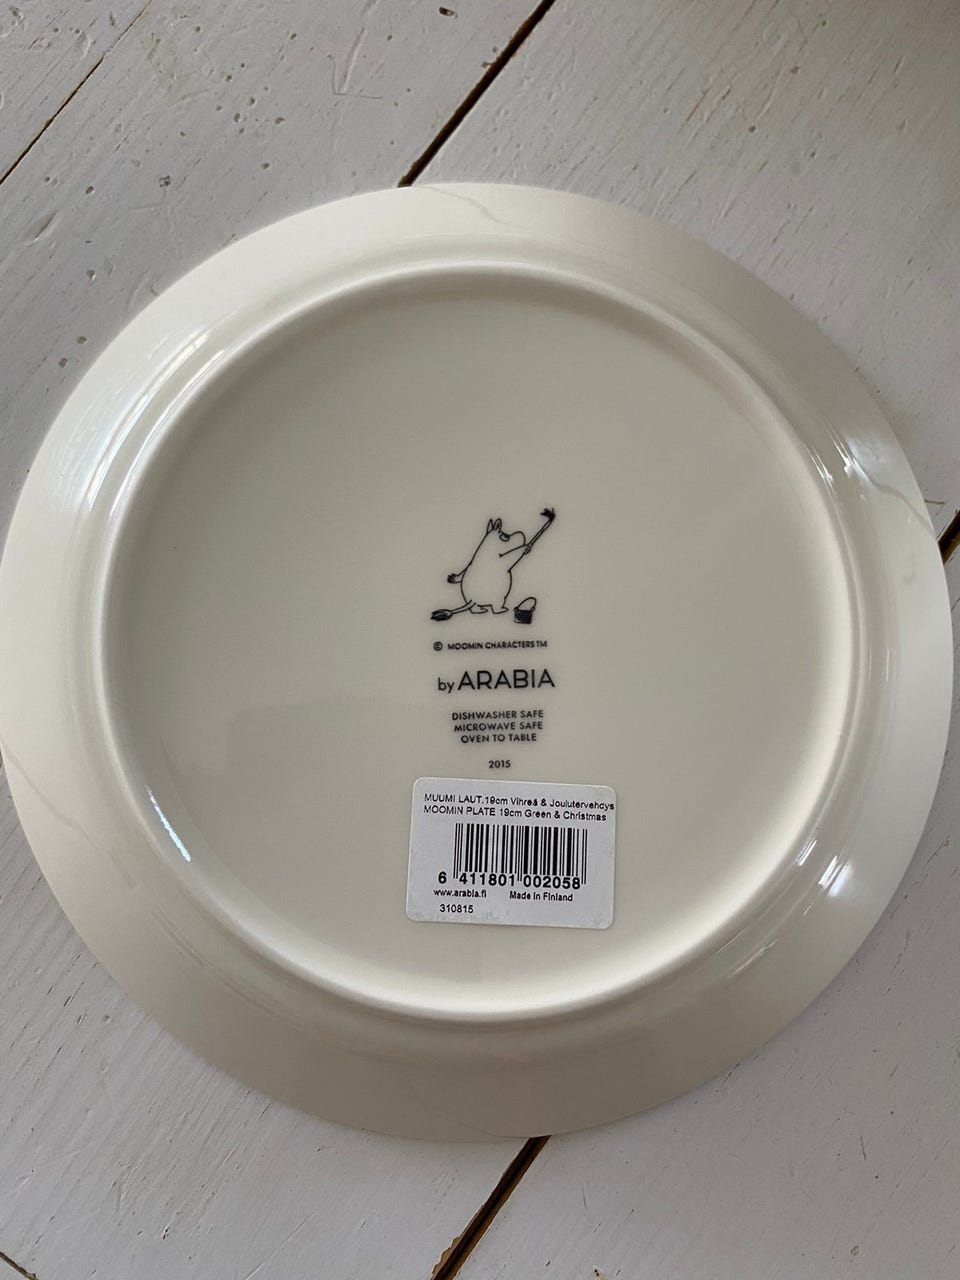 © MOOMIN CHARACTERS™
by ARABIA
DISHWASHER SAFE
MICROWAVE SAFE
OVEN TO TABLE
2015
MUUMI LAUT.19cm Vihreä & Joulutervehdys
MOOMIN PLATE 19cm Green & Christmas
6 411801 002058
www.arabia.fi Made in Finland
310815